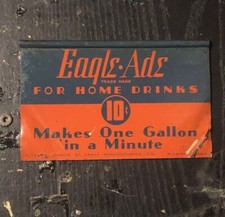 Eagle-Ade
TRADE MARK
FOR HOME DRINKS
10¢
Makes One Gallon
in a Minute